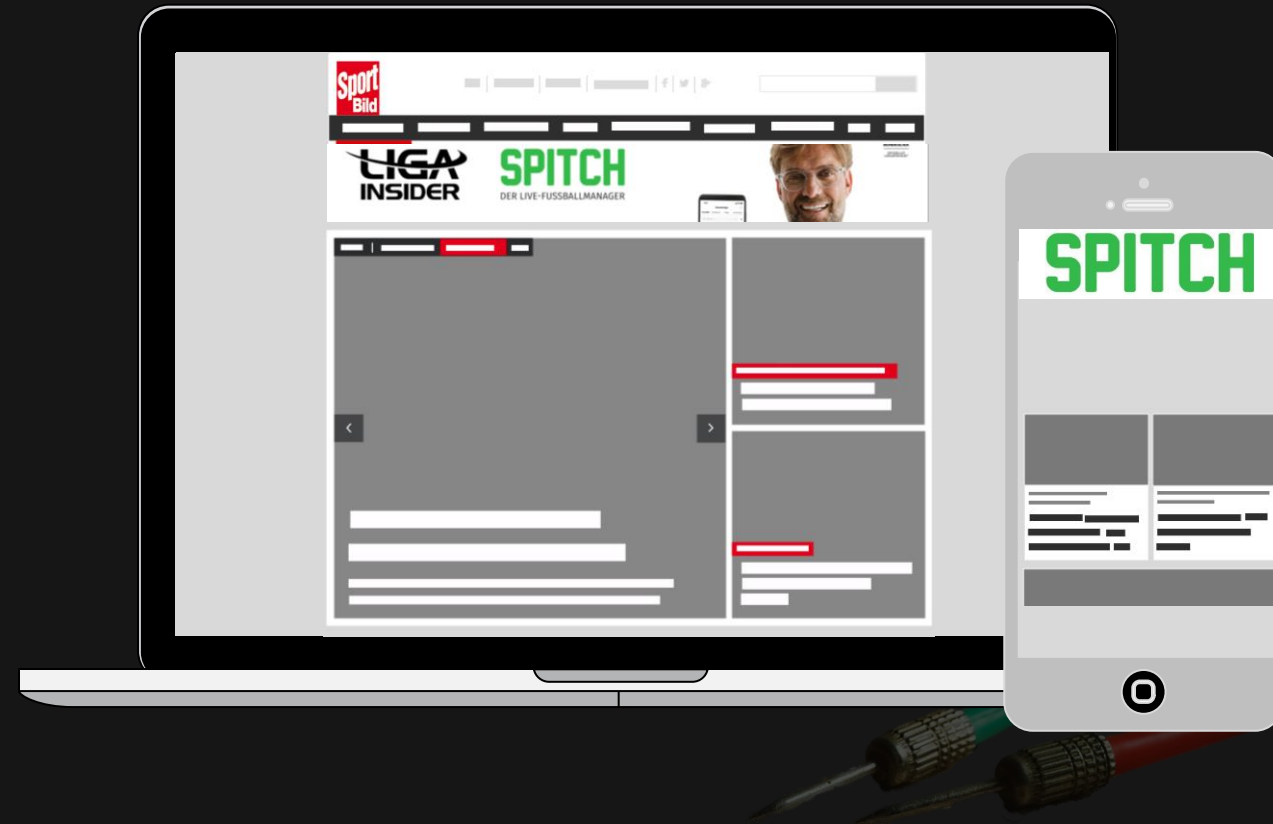 Sport
Bild
LIGA
INSIDER
SPITCH
DER LIVE-FUSSBALLMANAGER
SPITCH